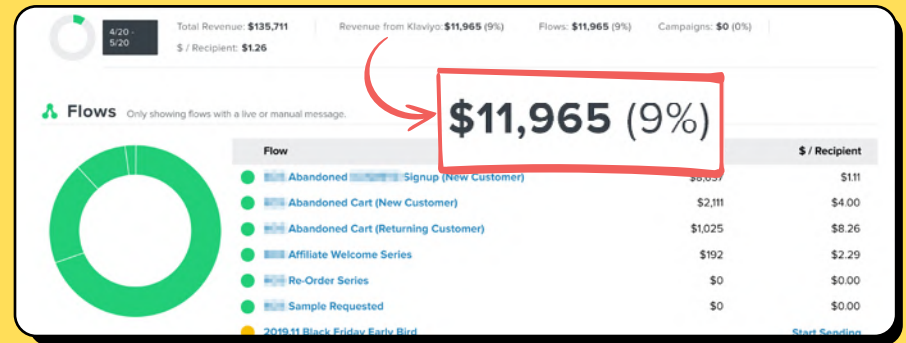 4/20 -
5/20
Total Revenue: $135,711 Revenue from Klaviyo: $11,965 (9%) Flows: $11,965 (9%) Campaigns: $0 (0%)
$ / Recipient: $1.26
Flows Only showing flows with a live or manual message.
$11,965 (9%)
Flow $ / Recipient
Abandoned Signup (New Customer) $1.11
Abandoned Cart (New Customer) $2,111 $4.00
Abandoned Cart (Returning Customer) $1,025 $8.26
Affiliate Welcome Series $192 $2.29
Re-Order Series $0 $0.00
Sample Requested $0 $0.00
2019.11 Black Friday Early Bird Start Sending